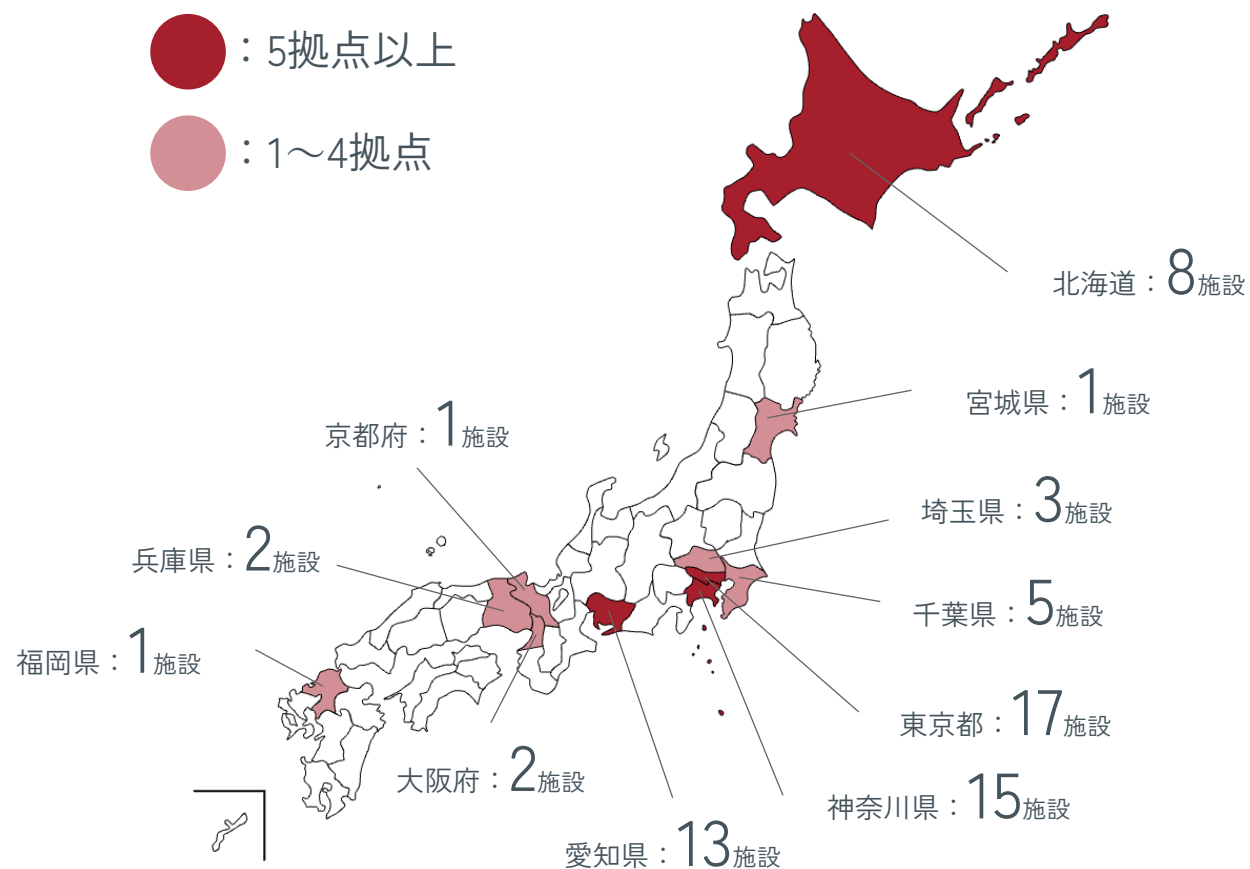 ：5拠点以上
：1～4拠点
北海道：8施設
宮城県：1施設
京都府：1施設
埼玉県：3施設
兵庫県：2施設
千葉県：5施設
福岡県：1施設
東京都：17施設
大阪府：2施設
神奈川県：15施設
愛知県：13施設